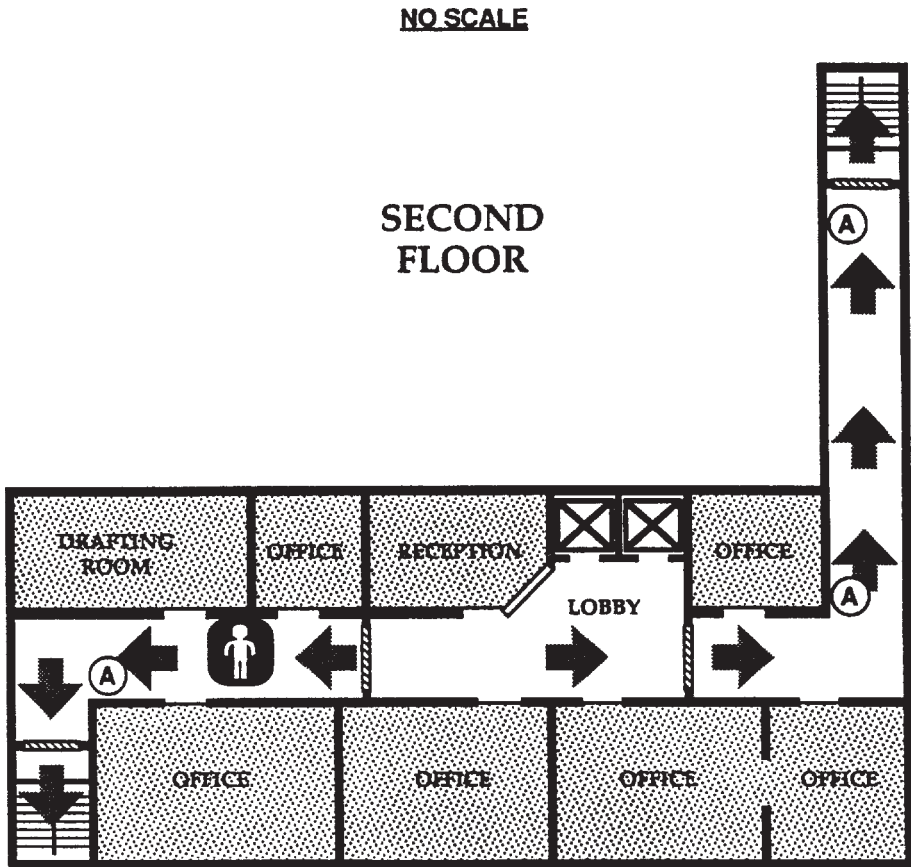 NO SCALE
SECOND
FLOOR
A
DRAFTING
ROOM
OFFICE
RECEPTION
OFFICE
LOBBY
A
A
OFFICE
OFFICE
OFFICE
OFFICE